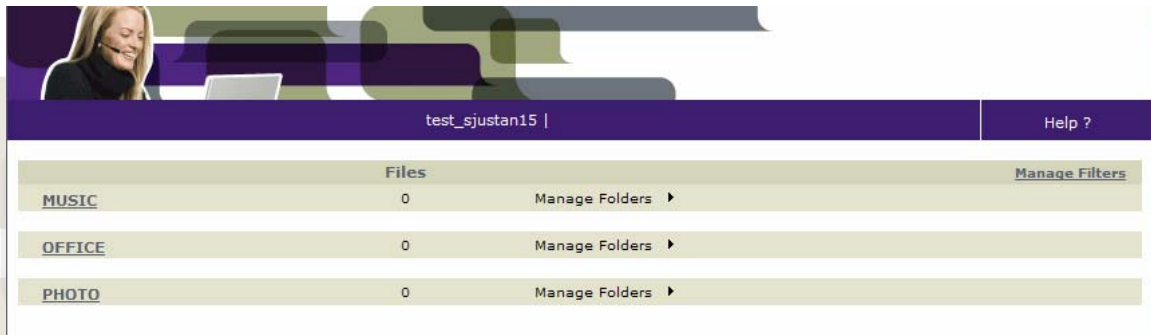 test_sjustan15 | Help ?
Files Manage Filters
MUSIC 0 Manage Folders
OFFICE 0 Manage Folders
PHOTO 0 Manage Folders